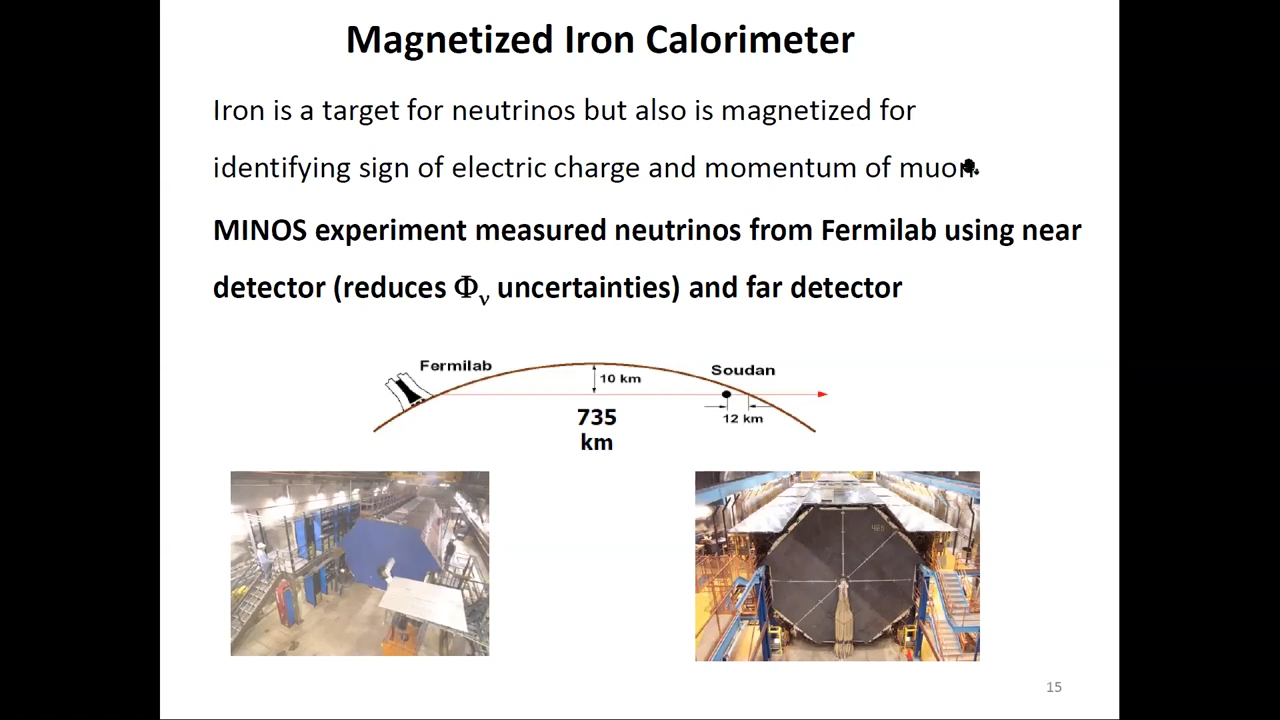 Magnetized Iron Calorimeter
Iron is a target for neutrinos but also is magnetized for
identifying sign of electric charge and momentum of muon.
MINOS experiment measured neutrinos from Fermilab using near
detector (reduces Φν uncertainties) and far detector
Fermilab
Soudan
10 km
12 km
735
km
15